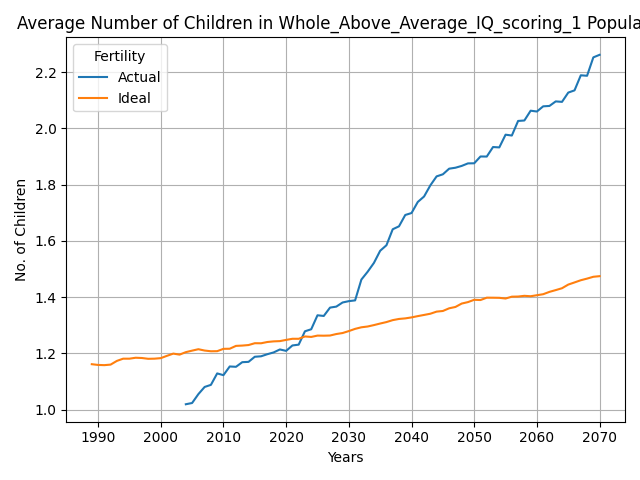 Average Number of Children in Whole_Above_Average_IQ_scoring_1 Popula
Fertility
Actual
Ideal
No. of Children
2.2
2.0
1.8
1.6
1.4
1.2
1.0
1990 2000 2010 2020 2030 2040 2050 2060 2070
Years